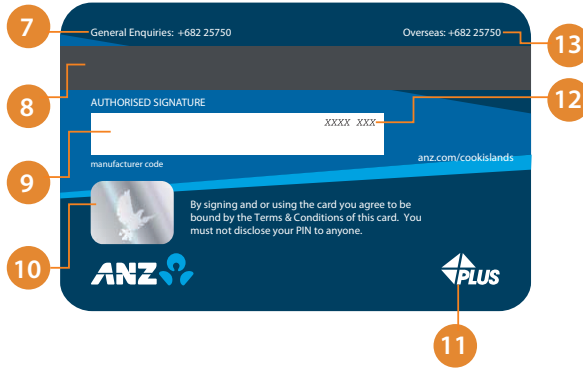 7
General Enquiries: +682 25750
Overseas: +682 25750
13
8
12
AUTHORISED SIGNATURE
XXXX XXX
9
manufacturer code
anz.com/cookislands
By signing and or using the card you agree to be
bound by the Terms & Conditions of this card. You
must not disclose your PIN to anyone.
10
ANZ
PLUS
11